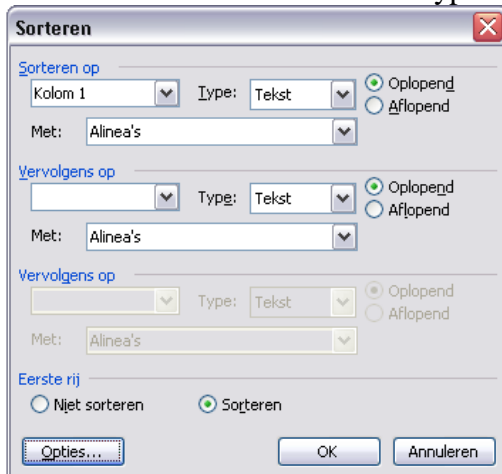 Sorteren
Sorteren op
Kolom 1 Type: Tekst Oplopend
Aflopend
Met: Alinea's
Vervolgens op
Type: Tekst Oplopend
Aflopend
Met: Alinea's
Vervolgens op
Type: Tekst Oplopend
Aflopend
Met: Alinea's
Eerste rij
Niet sorteren Sorteren
Opties... OK Annuleren